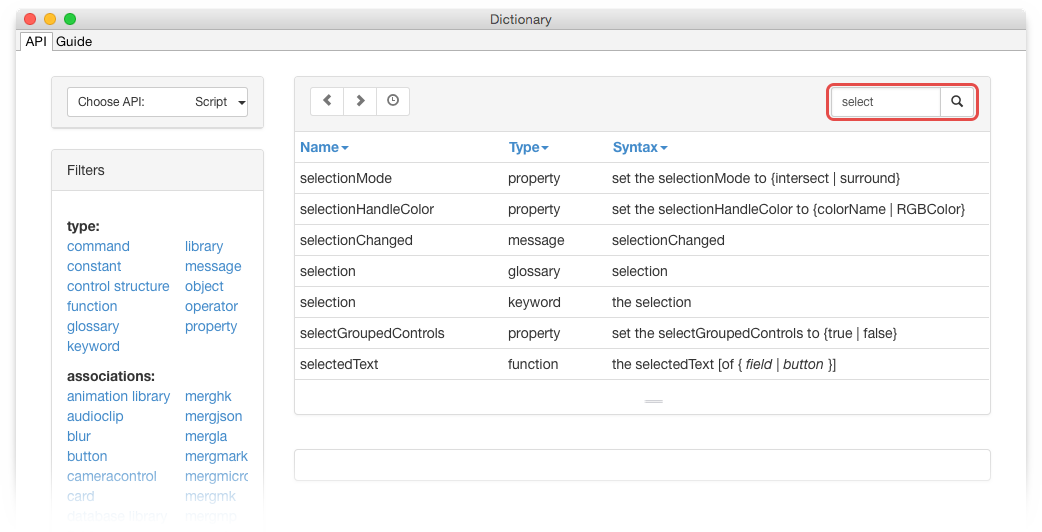 Dictionary
API Guide
Choose API: Script
select
Filters
type:
command library
constant message
control structure object
function operator
glossary property
keyword
associations:
animation library merghk
audioclip mergjson
blur mergla
button mergmark
cameracontrol mergmicro
card mergmk
database library
Name Type Syntax
selectionMode property set the selectionMode to {intersect | surround}
selectionHandleColor property set the selectionHandleColor to {colorName | RGBColor}
selectionChanged message selectionChanged
selection glossary selection
selection keyword the selection
selectGroupedControls property set the selectGroupedControls to {true | false}
selectedText function the selectedText [of { field | button }]